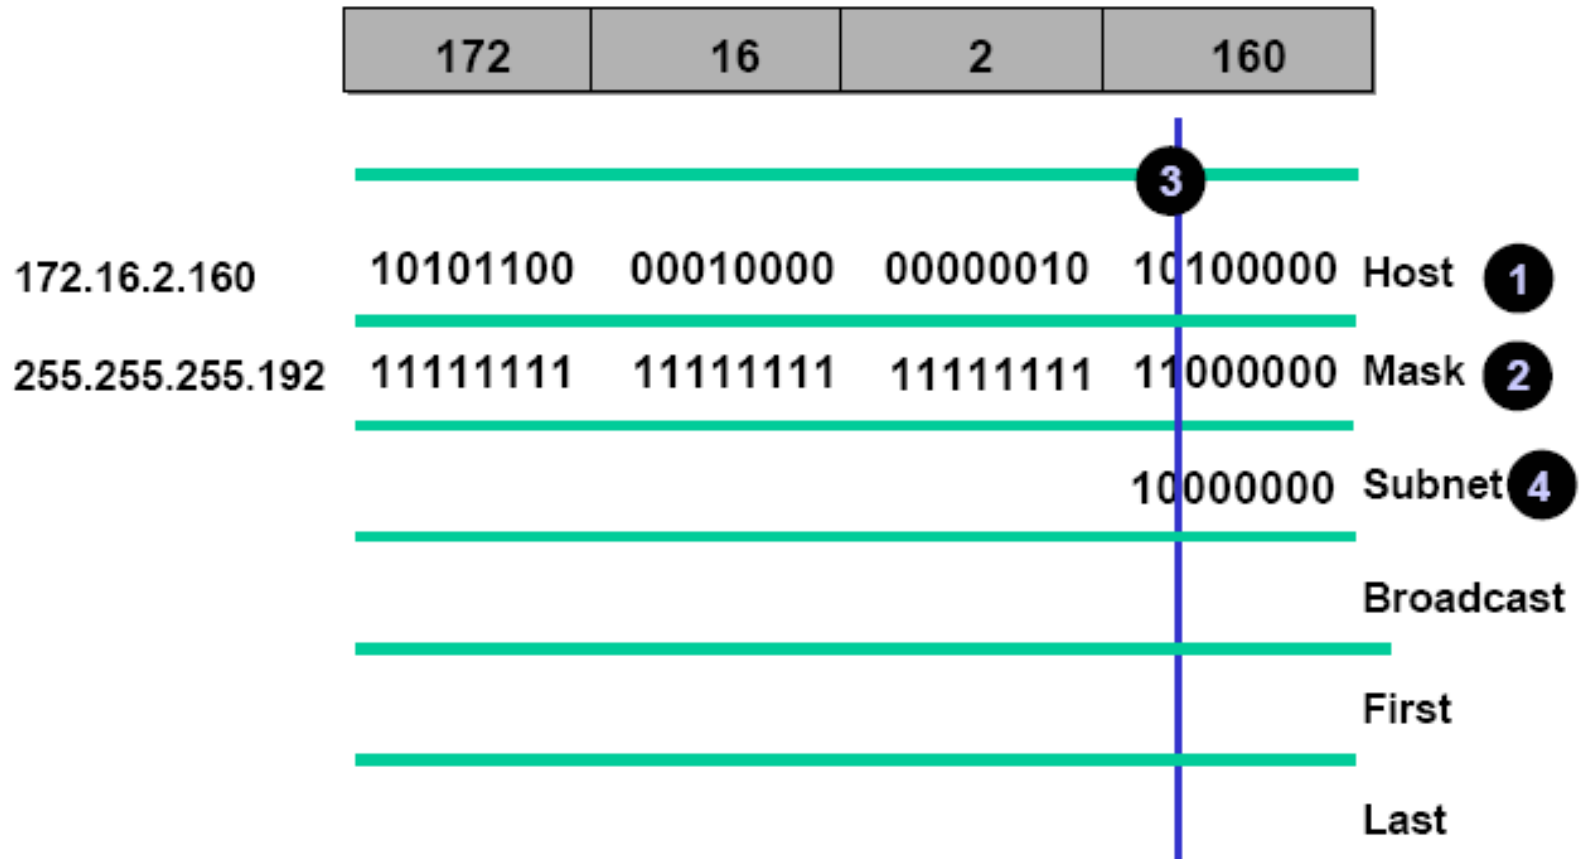 172 16 2 160
3
172.16.2.160 10101100 00010000 00000010 10100000 Host 1
255.255.255.192 11111111 11111111 11111111 11000000 Mask 2
10000000 Subnet 4
Broadcast
First
Last